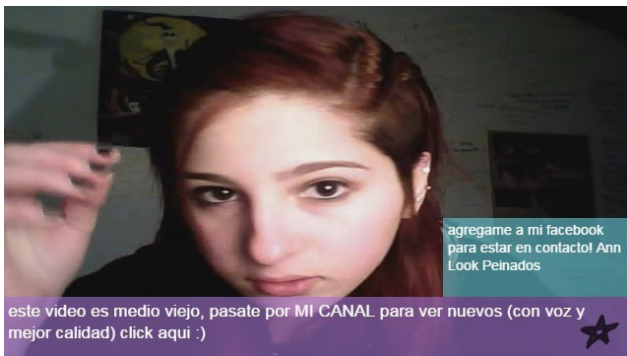 agregame a mi facebook
para estar en contacto! Ann
Look Peinados
este video es medio viejo, pasate por MI CANAL para ver nuevos (con voz y
mejor calidad) click aqui :)